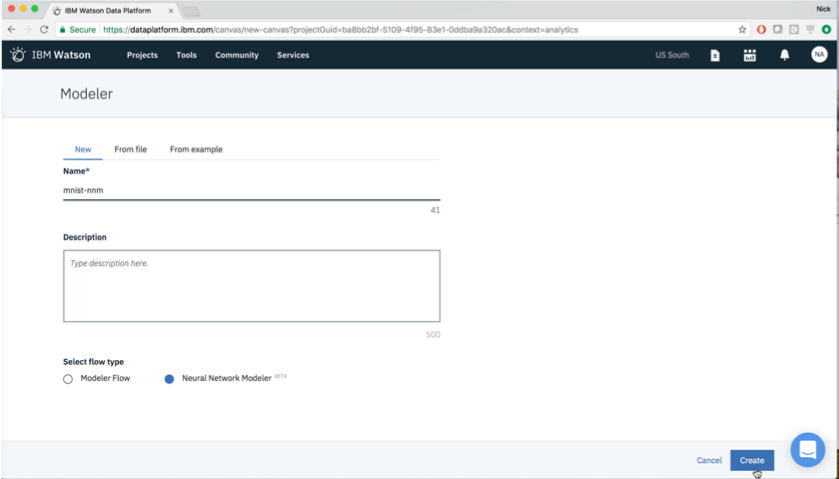 IBM Watson Data Platform
Nick
Secure https://dataplatform.ibm.com/canvas/new-canvas?projectGuid=ba8bb2bf-5109-4f95-83e1-0ddba9a320ac&context=analytics
IBM Watson Projects Tools Community Services US South NA
Modeler
New From file From example
Name*
mnist-nnm
41
Description
Type description here.
500
Select flow type
Modeler Flow Neural Network Modeler BETA
Cancel Create